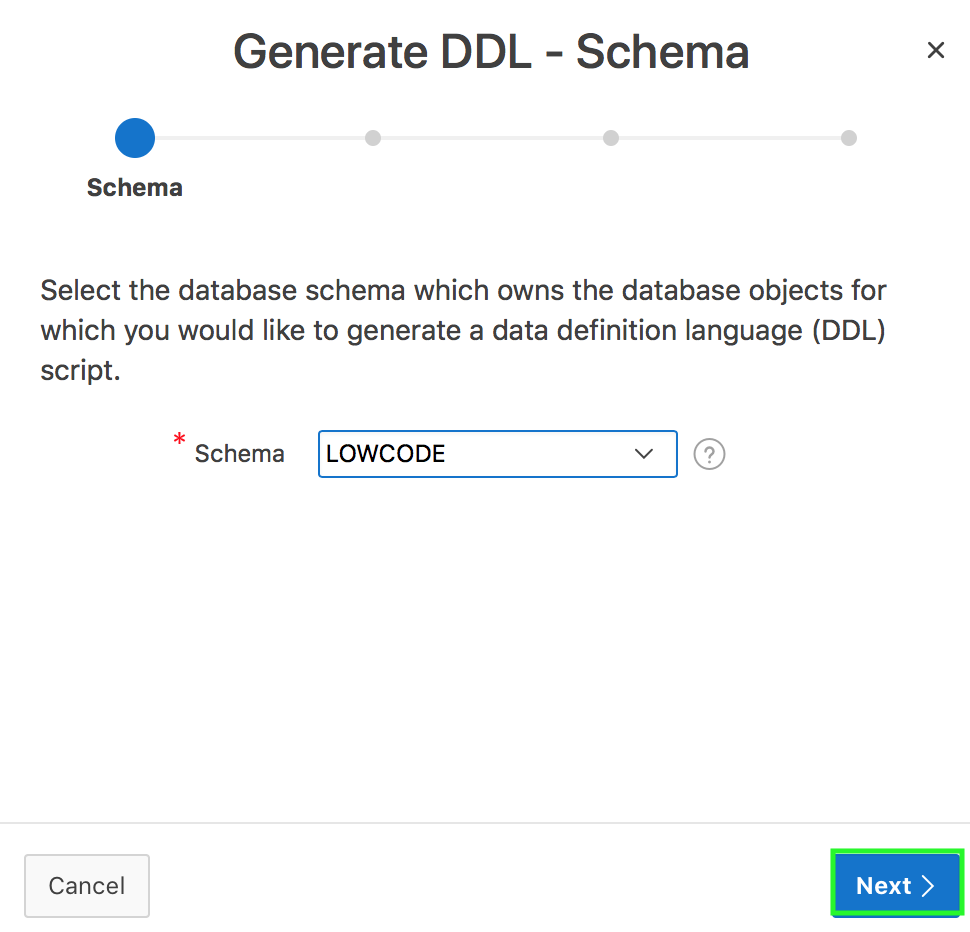 Generate DDL - Schema
Schema
Select the database schema which owns the database objects for
which you would like to generate a data definition language (DDL)
script.
* Schema LOWCODE ?
Cancel Next